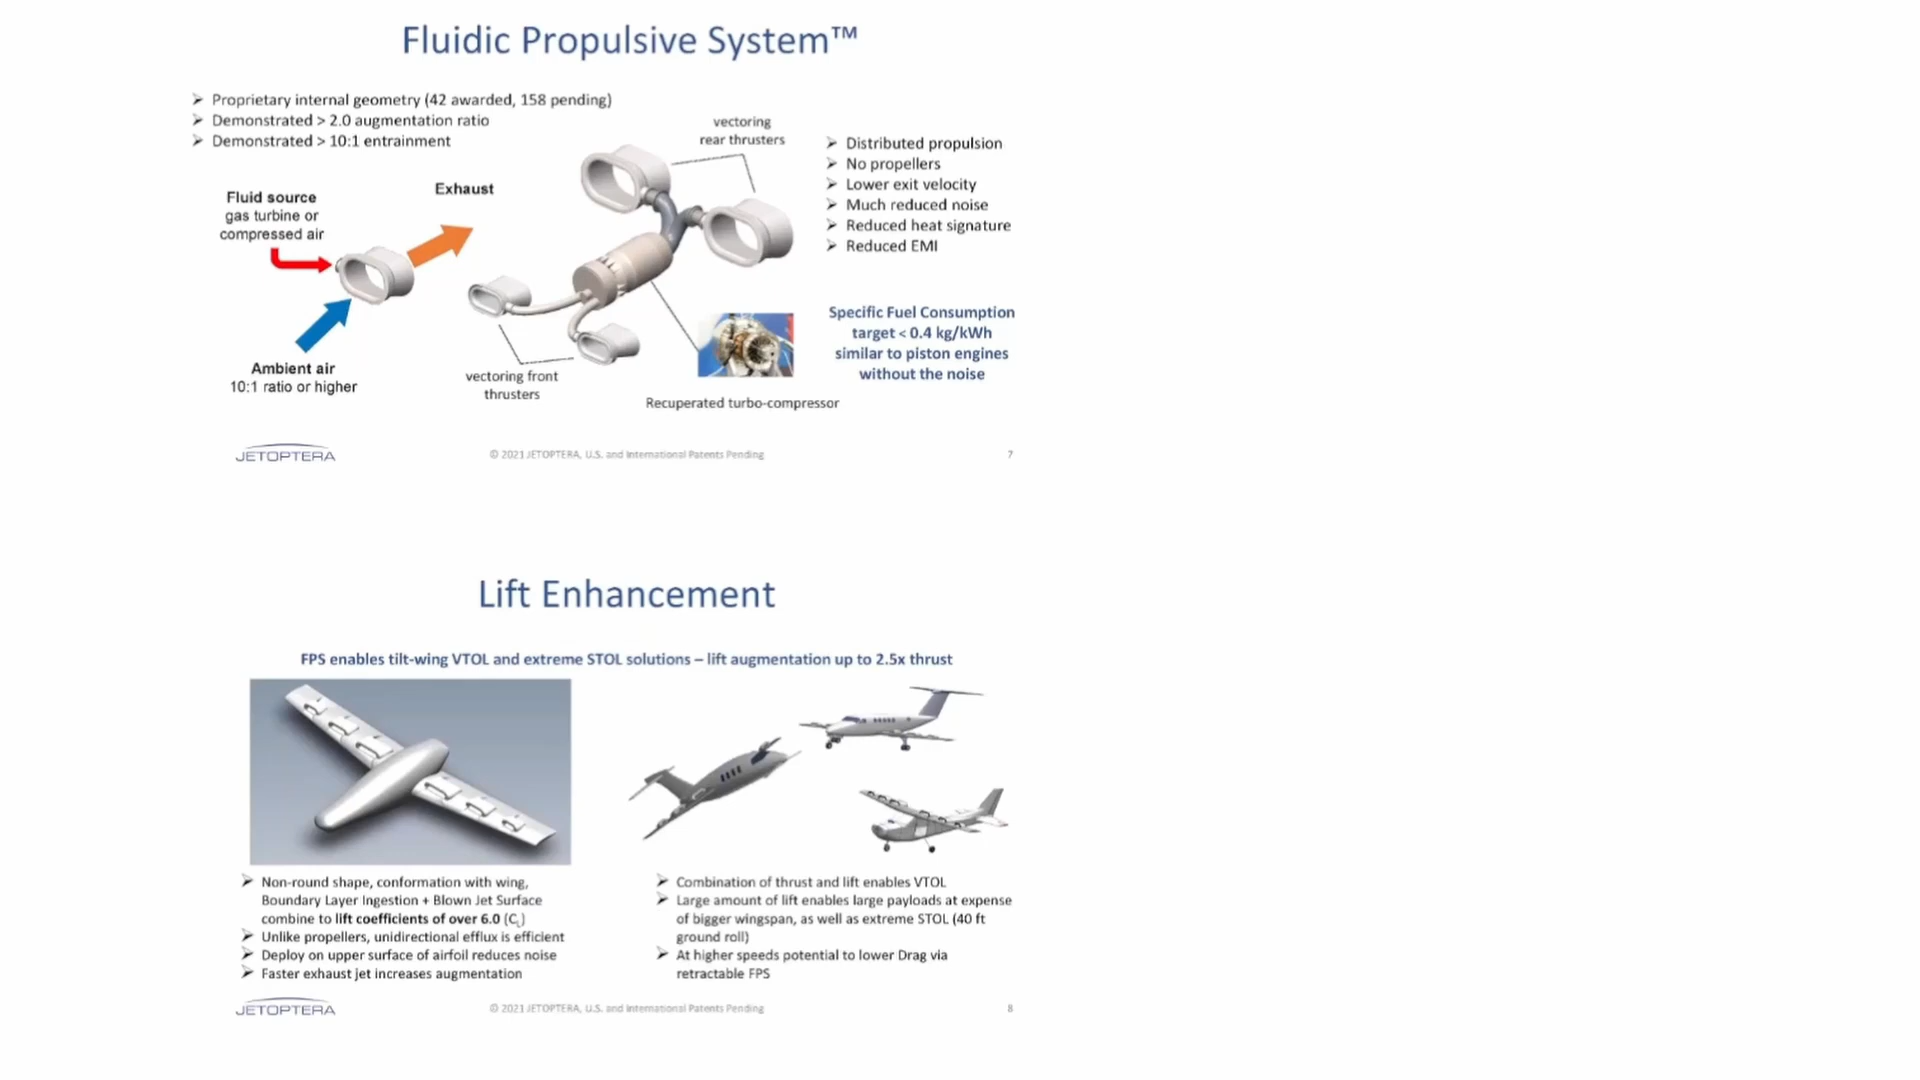 Fluidic Propulsive System™
➢ Proprietary internal geometry (42 awarded, 158 pending)
➢ Demonstrated > 2.0 augmentation ratio
➢ Demonstrated > 10:1 entrainment
Fluid source
gas turbine or
compressed air
Exhaust
Ambient air
10:1 ratio or higher
vectoring
rear thrusters
vectoring front
thrusters
Recuperated turbo-compressor
➢ Distributed propulsion
➢ No propellers
➢ Lower exit velocity
➢ Much reduced noise
➢ Reduced heat signature
➢ Reduced EMI
Specific Fuel Consumption
target < 0.4 kg/kWh
similar to piston engines
without the noise
JETOPTERA
© 2021 JETOPTERA, U.S. and International Patents Pending
7
Lift Enhancement
FPS enables tilt-wing VTOL and extreme STOL solutions – lift augmentation up to 2.5x thrust
➢ Non-round shape, conformation with wing,
Boundary Layer Ingestion + Blown Jet Surface
combine to lift coefficients of over 6.0 (CL)
➢ Unlike propellers, unidirectional efflux is efficient
➢ Deploy on upper surface of airfoil reduces noise
➢ Faster exhaust jet increases augmentation
➢ Combination of thrust and lift enables VTOL
➢ Large amount of lift enables large payloads at expense
of bigger wingspan, as well as extreme STOL (40 ft
ground roll)
➢ At higher speeds potential to lower Drag via
retractable FPS
JETOPTERA
© 2021 JETOPTERA, U.S. and International Patents Pending
8